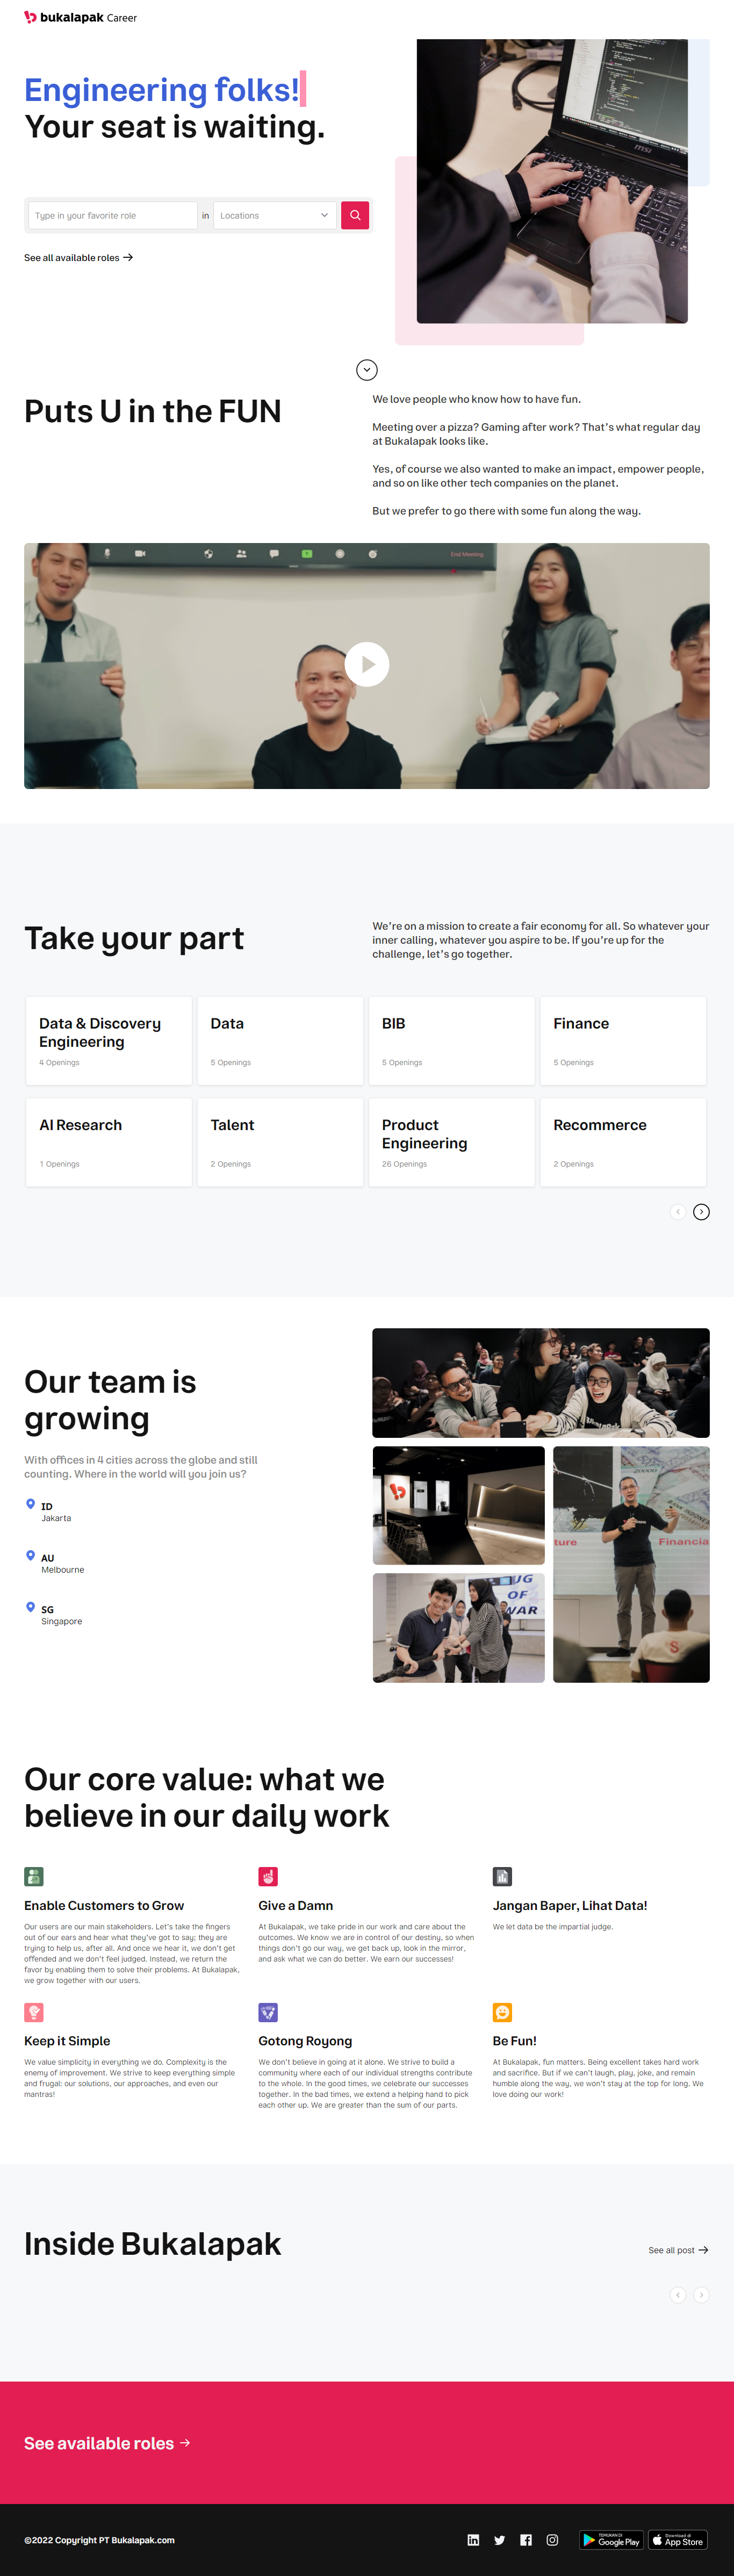 bukalapak Career
Engineering folks!
Your seat is waiting.
Type in your favorite role
in
Locations
See all available roles
msi
Puts U in the FUN
We love people who know how to have fun.
Meeting over a pizza? Gaming after work? That's what regular day
at Bukalapak looks like.
Yes, of course we also wanted to make an impact, empower people,
and so on like other tech companies on the planet.
But we prefer to go there with some fun along the way.
End Meeting
Take your part
We're on a mission to create a fair economy for all. So whatever your
inner calling, whatever you aspire to be. If you're up for the
challenge, let's go together.
Data & Discovery
Engineering
4 Openings
Data
5 Openings
BIB
5 Openings
Finance
5 Openings
AI Research
1 Openings
Talent
2 Openings
Product
Engineering
26 Openings
Recommerce
2 Openings
Our team is
growing
With offices in 4 cities across the globe and still
counting. Where in the world will you join us?
ID
Jakarta
AU
Melbourne
SG
Singapore
ture
Financia
UG
OF
WAR
Our core value: what we
believe in our daily work
Enable Customers to Grow
Our users are our main stakeholders. Let's take the fingers
out of our ears and hear what they've got to say; they are
trying to help us, after all. And once we hear it, we don't get
offended and we don't feel judged. Instead, we return the
favor by enabling them to solve their problems. At Bukalapak,
we grow together with our users.
Give a Damn
At Bukalapak, we take pride in our work and care about the
outcomes. We know we are in control of our destiny, so when
things don't go our way, we get back up, look in the mirror,
and ask what we can do better. We earn our successes!
Jangan Baper, Lihat Data!
We let data be the impartial judge.
Keep it Simple
We value simplicity in everything we do. Complexity is the
enemy of improvement. We strive to keep everything simple
and frugal: our solutions, our approaches, and even our
mantras!
Gotong Royong
We don't believe in going at it alone. We strive to build a
community where each of our individual strengths contribute
to the whole. In the good times, we celebrate our successes
together. In the bad times, we extend a helping hand to pick
each other up. We are greater than the sum of our parts.
Be Fun!
At Bukalapak, fun matters. Being excellent takes hard work
and sacrifice. But if we can't laugh, play, joke, and remain
humble along the way, we won't stay at the top for long. We
love doing our work!
Inside Bukalapak
See all post
See available roles
©2022 Copyright PT Bukalapak.com
TEMUKAN DI
Google Play
Download di
App Store